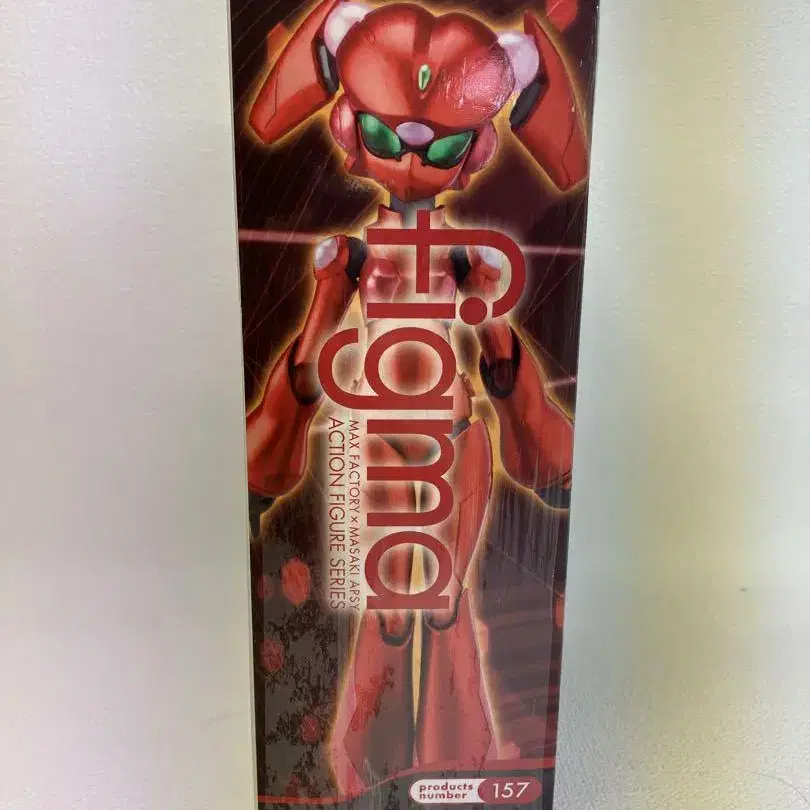 figma
MAX FACTORY × MASAKI APSY
ACTION FIGURE SERIES
products
number
157